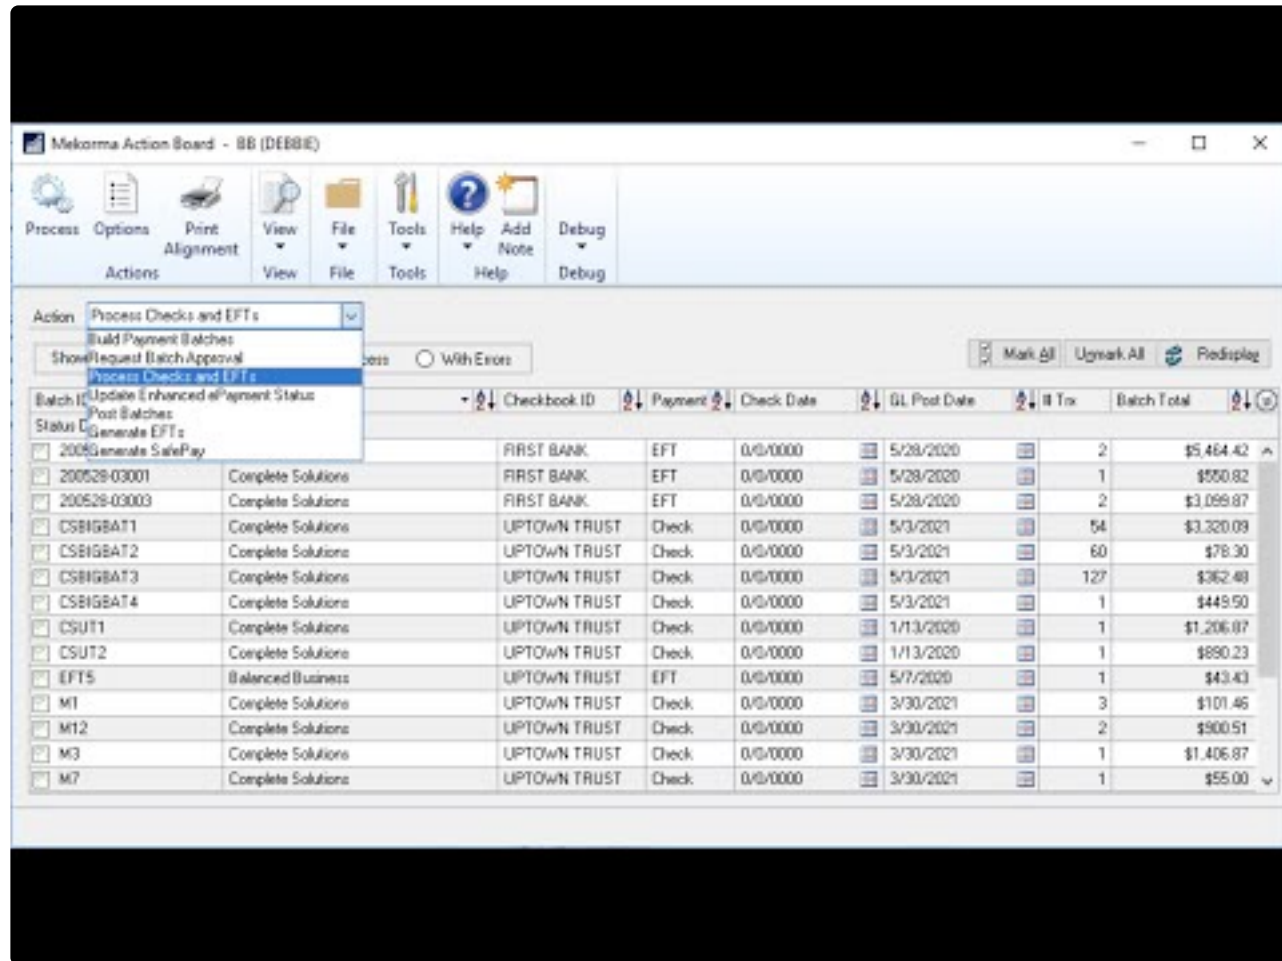 Mekorma Action Board - BB (DEBBIE)
Process Options Print Alignment View File Tools Help Add Note Debug
Actions View File Tools Help Debug
Action Process Checks and EFTs
Build Payment Batches
Request Batch Approval
Process Checks and EFTs
Update Enhanced ePayment Status
Post Batches
Generate EFTs
Generate SafePay
Show With Errors Mark All Unmark All Redisplay
Batch Checkbook ID Payment Check Date GL Post Date # Trx Batch Total
Status
FIRST BANK EFT 0/0/0000 5/28/2020 2 $5,464.42
200528-03001 Complete Solutions FIRST BANK EFT 0/0/0000 5/28/2020 1 $550.82
200528-03003 Complete Solutions FIRST BANK EFT 0/0/0000 5/28/2020 2 $3,099.87
CSBIGBAT1 Complete Solutions UPTOWN TRUST Check 0/0/0000 5/3/2021 54 $3,320.09
CSBIGBAT2 Complete Solutions UPTOWN TRUST Check 0/0/0000 5/3/2021 60 $78.30
CSBIGBAT3 Complete Solutions UPTOWN TRUST Check 0/0/0000 5/3/2021 127 $362.48
CSBIGBAT4 Complete Solutions UPTOWN TRUST Check 0/0/0000 5/3/2021 1 $449.50
CSUT1 Complete Solutions UPTOWN TRUST Check 0/0/0000 1/13/2020 1 $1,206.87
CSUT2 Complete Solutions UPTOWN TRUST Check 0/0/0000 1/13/2020 1 $890.23
EFT5 Balanced Business UPTOWN TRUST EFT 0/0/0000 5/7/2020 1 $43.43
M1 Complete Solutions UPTOWN TRUST Check 0/0/0000 3/30/2021 3 $101.46
M12 Complete Solutions UPTOWN TRUST Check 0/0/0000 3/30/2021 2 $900.51
M3 Complete Solutions UPTOWN TRUST Check 0/0/0000 3/30/2021 1 $1,406.87
M7 Complete Solutions UPTOWN TRUST Check 0/0/0000 3/30/2021 1 $55.00